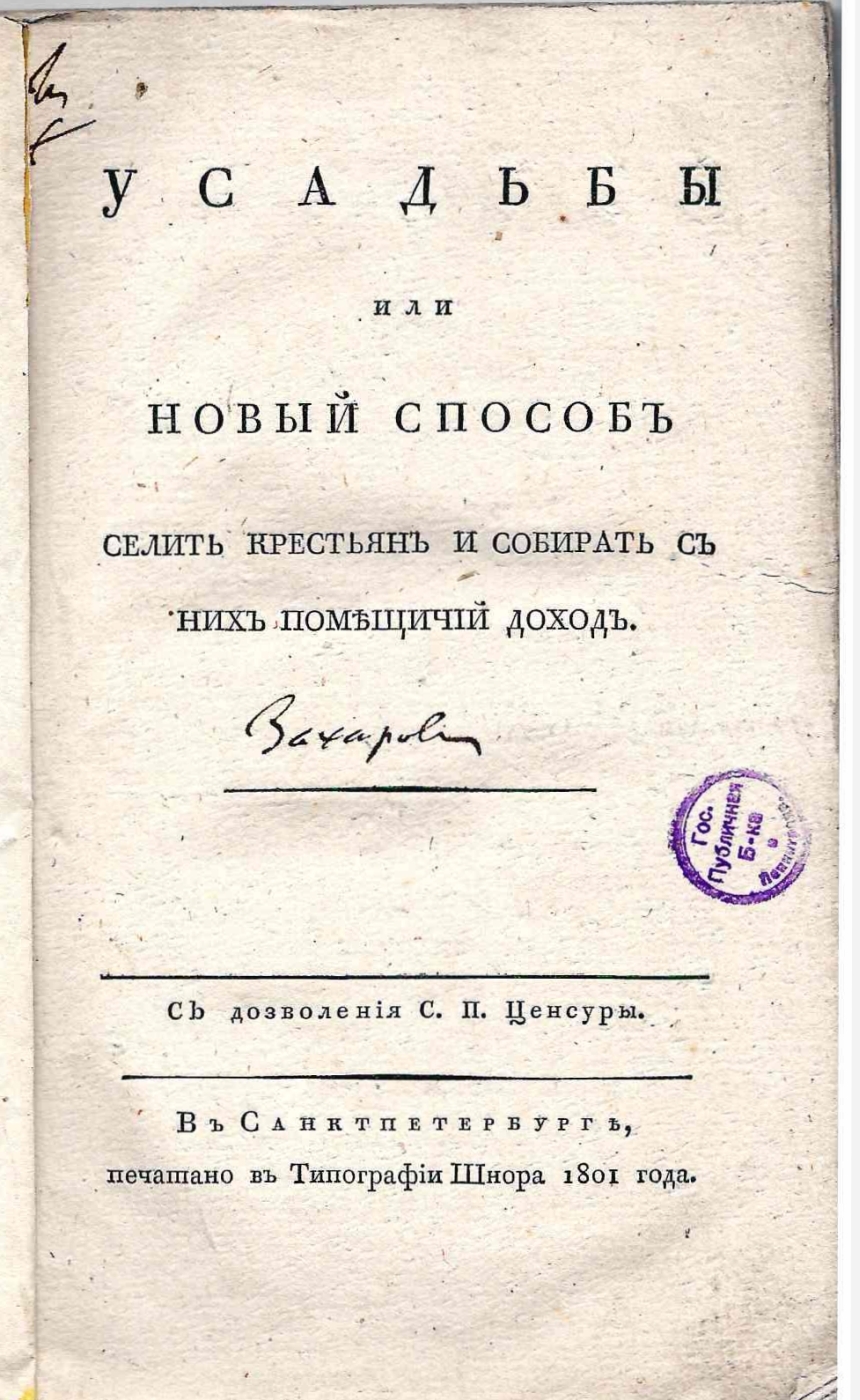 УСАДЬБЫ
или
НОВЫЙ СПОСОБЪ
СЕЛИТЬ КРЕСТЬЯНЪ И СОБИРАТЬ СЪ
НИХЪ ПОМѢЩИЧІЙ ДОХОДЪ.
Захарові
Гос.
Публичная
Б-ка
в
Съ дозволенія С. П. Ценсуры.
Въ Санктпетербургѣ,
печатано въ Типографіи Шнора 1801 года.